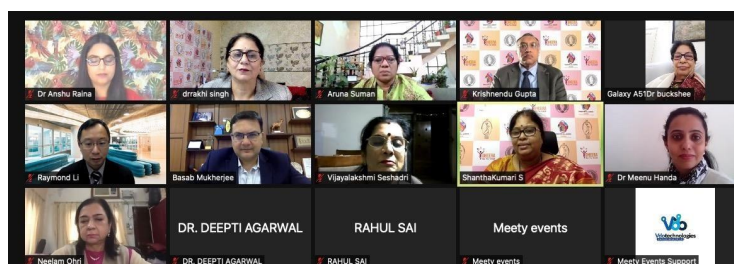 Dr Anshu Raina
drrakhi singh
Aruna Suman
Krishnendu Gupta
Galaxy A51Dr buckshee
Raymond Li
Basab Mukherjee
Vijayalakshmi Seshadri
ShanthaKumari S
Dr Meenu Handa
Neelam Ohri
DR. DEEPTI AGARWAL
DR. DEEPTI AGARWAL
RAHUL SAI
RAHUL SAI
Meety events
Meety events
Meety Events Support